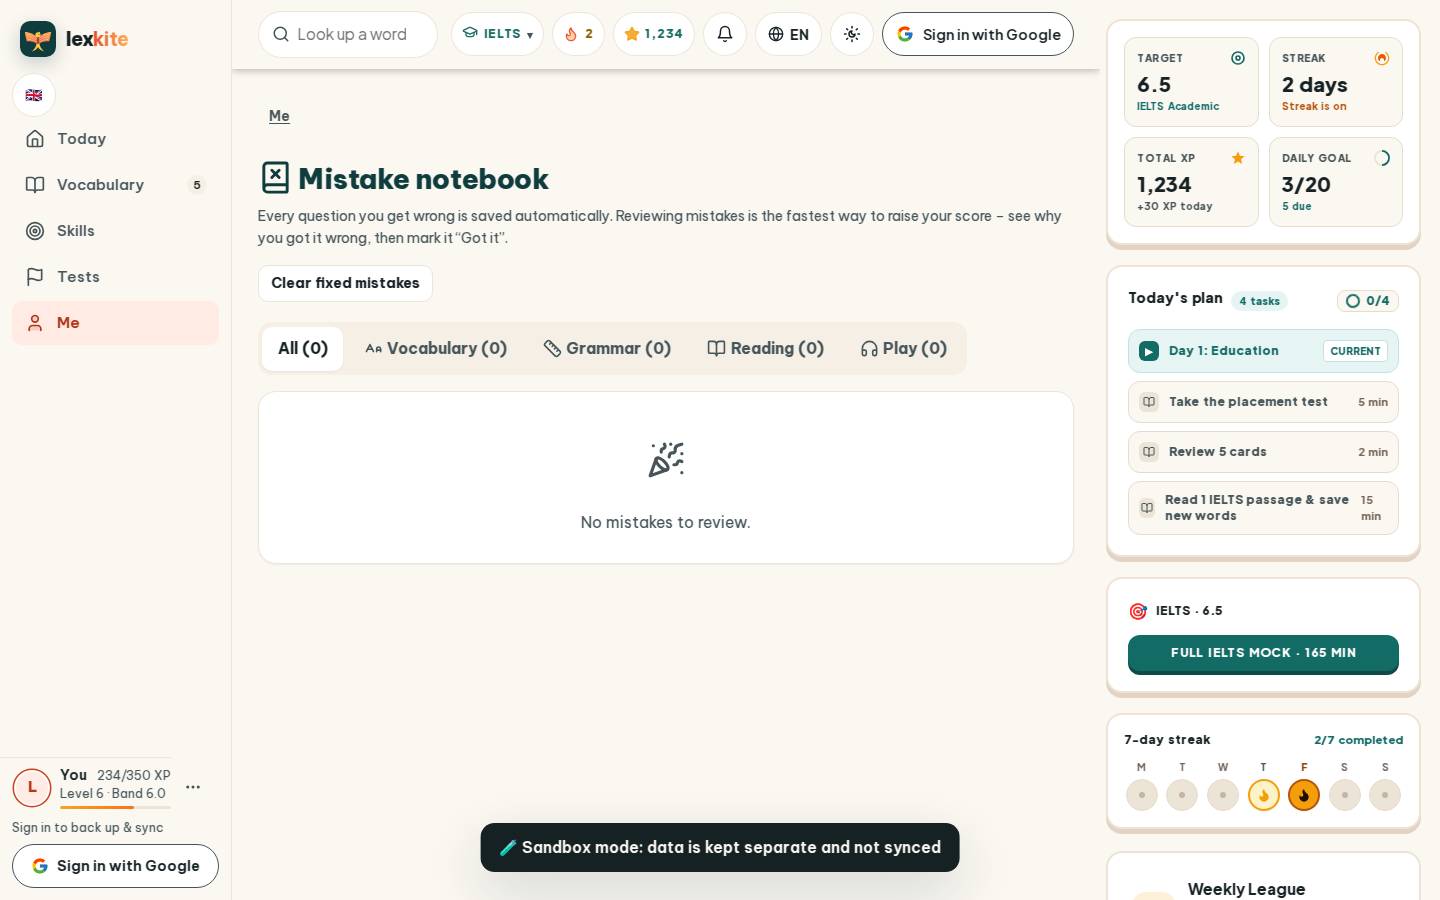 lexkite
Today
Vocabulary 5
Skills
Tests
Me
L
You 234/350 XP
Level 6 · Band 6.0
Sign in to back up & sync
Sign in with Google
Look up a word
IELTS
2
1,234
EN
Sign in with Google
Me
Mistake notebook
Every question you get wrong is saved automatically. Reviewing mistakes is the fastest way to raise your score – see why
you got it wrong, then mark it “Got it”.
Clear fixed mistakes
All (0)
Vocabulary (0)
Grammar (0)
Reading (0)
Play (0)
No mistakes to review.
🧪 Sandbox mode: data is kept separate and not synced
TARGET
6.5
IELTS Academic
STREAK
2 days
Streak is on
TOTAL XP
1,234
+30 XP today
DAILY GOAL
3/20
5 due
Today's plan 4 tasks 0/4
Day 1: Education CURRENT
Take the placement test 5 min
Review 5 cards 2 min
Read 1 IELTS passage & save 15
new words min
🎯 IELTS · 6.5
FULL IELTS MOCK · 165 MIN
7-day streak 2/7 completed
M T W T F S S
Weekly League